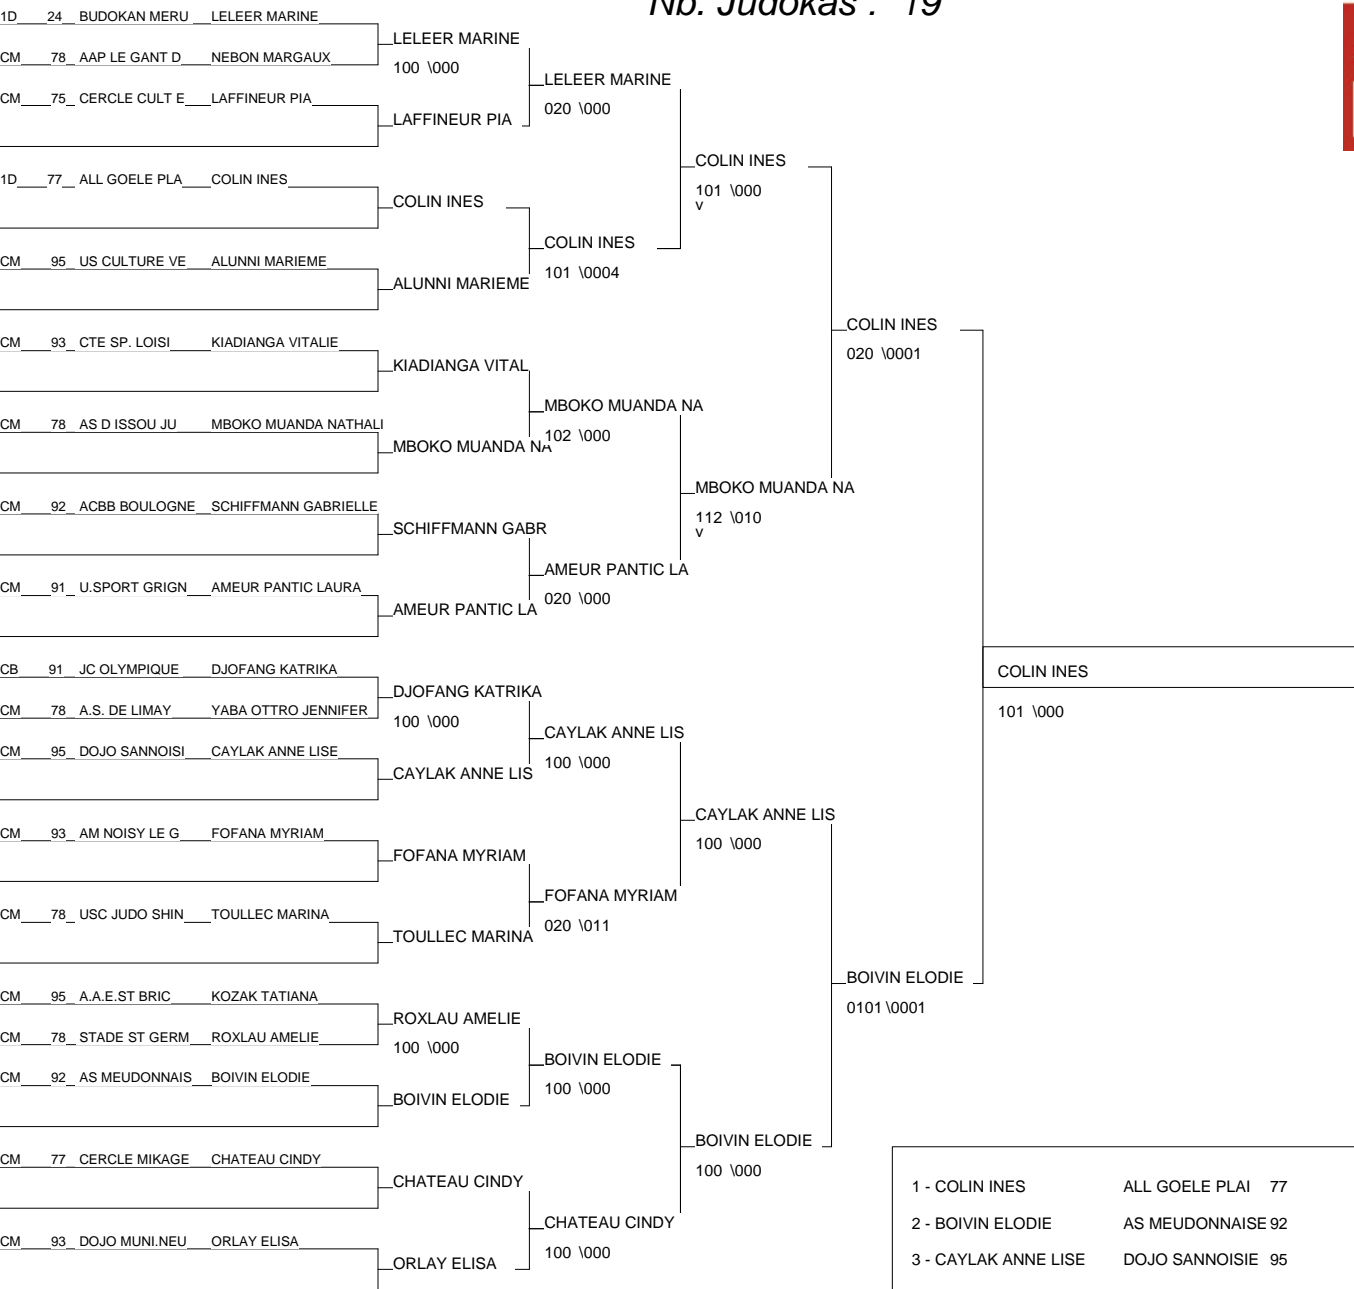 Nb. Judokas : 19
1D 24 BUDOKAN MERU LELEER MARINE
LELEER MARINE
CM 78 AAP LE GANT D NEBON MARGAUX
100 \000
LELEER MARINE
CM 75 CERCLE CULT E LAFFINEUR PIA
020 \000
LAFFINEUR PIA
COLIN INES
1D 77 ALL GOELE PLA COLIN INES
101 \000
v
COLIN INES
COLIN INES
CM 95 US CULTURE VE ALUNNI MARIEME
101 \0004
ALUNNI MARIEME
COLIN INES
CM 93 CTE SP. LOISI KIADIANGA VITALIE
020 \0001
KIADIANGA VITAL
MBOKO MUANDA NA
CM 78 AS D ISSOU JU MBOKO MUANDA NATHALI
102 \000
MBOKO MUANDA NA
MBOKO MUANDA NA
CM 92 ACBB BOULOGNE SCHIFFMANN GABRIELLE
112 \010
v
SCHIFFMANN GABR
AMEUR PANTIC LA
CM 91 U.SPORT GRIGN AMEUR PANTIC LAURA
020 \000
AMEUR PANTIC LA
CB 91 JC OLYMPIQUE DJOFANG KATRIKA
COLIN INES
DJOFANG KATRIKA
CM 78 A.S. DE LIMAY YABA OTTRO JENNIFER
101 \000
100 \000
CAYLAK ANNE LIS
CM 95 DOJO SANNOISI CAYLAK ANNE LISE
100 \000
CAYLAK ANNE LIS
CAYLAK ANNE LIS
CM 93 AM NOISY LE G FOFANA MYRIAM
100 \000
FOFANA MYRIAM
FOFANA MYRIAM
CM 78 USC JUDO SHIN TOULLEC MARINA
020 \011
TOULLEC MARINA
BOIVIN ELODIE
CM 95 A.A.E.ST BRIC KOZAK TATIANA
0101 \0001
ROXLAU AMELIE
CM 78 STADE ST GERM ROXLAU AMELIE
100 \000
BOIVIN ELODIE
CM 92 AS MEUDONNAIS BOIVIN ELODIE
100 \000
BOIVIN ELODIE
BOIVIN ELODIE
CM 77 CERCLE MIKAGE CHATEAU CINDY
100 \000
CHATEAU CINDY
1 - COLIN INES ALL GOELE PLAI 77
CHATEAU CINDY
2 - BOIVIN ELODIE AS MEUDONNAISE 92
CM 93 DOJO MUNI.NEU ORLAY ELISA
100 \000
ORLAY ELISA
3 - CAYLAK ANNE LISE DOJO SANNOISIE 95